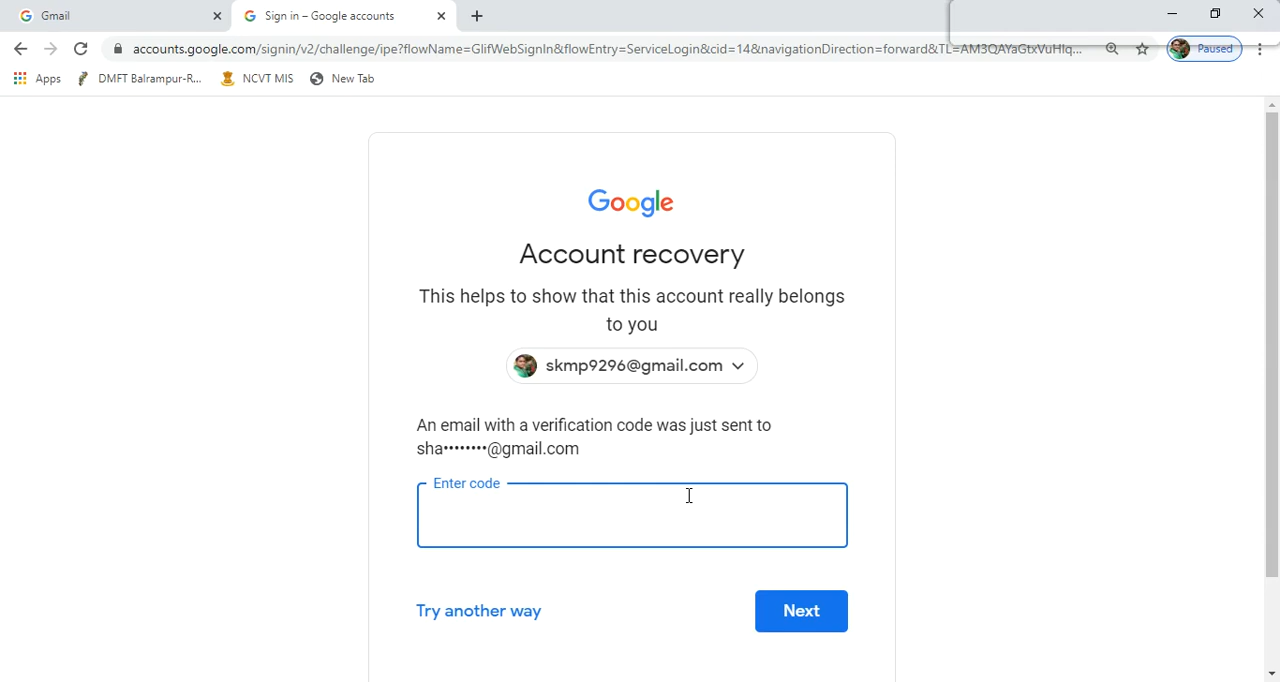 Gmail
Sign in – Google accounts
accounts.google.com/signin/v2/challenge/ipe?flowName=GlifWebSignIn&flowEntry=ServiceLogin&cid=14&navigationDirection=forward&TL=AM3QAYaGtxVuHlq...
Paused
Apps
DMFT Balrampur-R...
NCVT MIS
New Tab
Google
Account recovery
This helps to show that this account really belongs
to you
skmp9296@gmail.com
An email with a verification code was just sent to
sha••••••••@gmail.com
Enter code
Try another way
Next